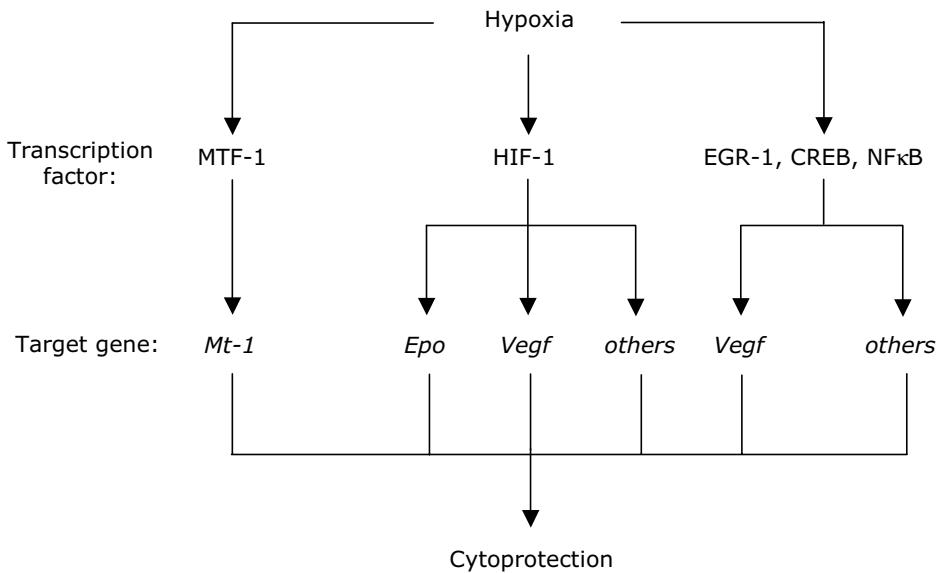 Hypoxia
Transcription
factor:
MTF-1
HIF-1
EGR-1, CREB, NFκB
Target gene:
Mt-1
Epo
Vegf
others
Vegf
others
Cytoprotection